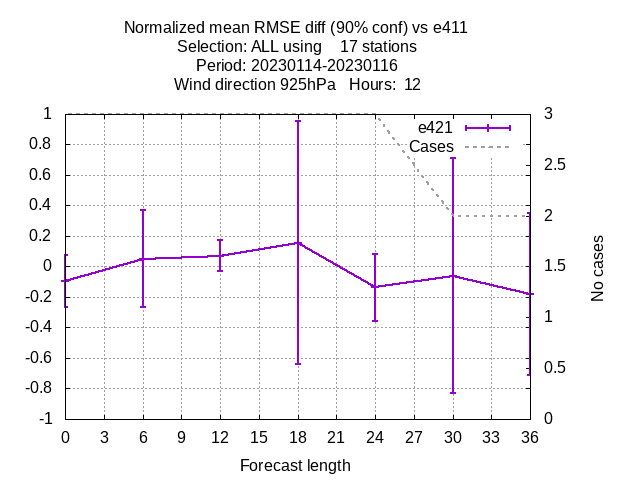 Normalized mean RMSE diff (90% conf) vs e411
Selection: ALL using    17 stations
Period: 20230114-20230116
Wind direction 925hPa   Hours:  12
1
0.8
0.6
0.4
0.2
0
-0.2
-0.4
-0.6
-0.8
-1
e421
Cases
3
2.5
2
1.5
1
0.5
0
No cases
0 3 6 9 12 15 18 21 24 27 30 33 36
Forecast length